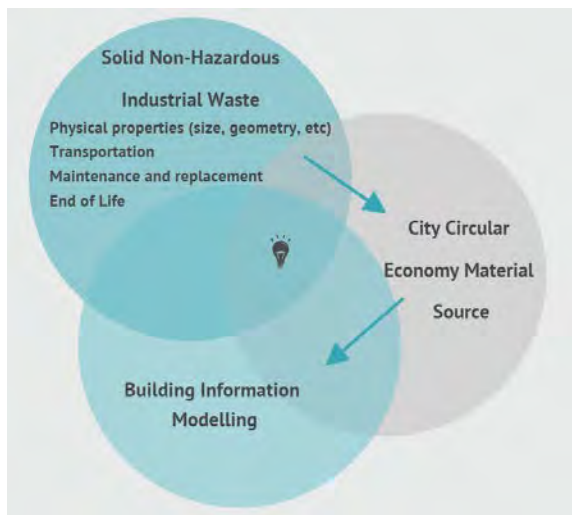 Solid Non-Hazardous
Industrial Waste
Physical properties (size, geometry, etc)
Transportation
Maintenance and replacement
End of Life
City Circular
Economy Material
Source
Building Information
Modelling